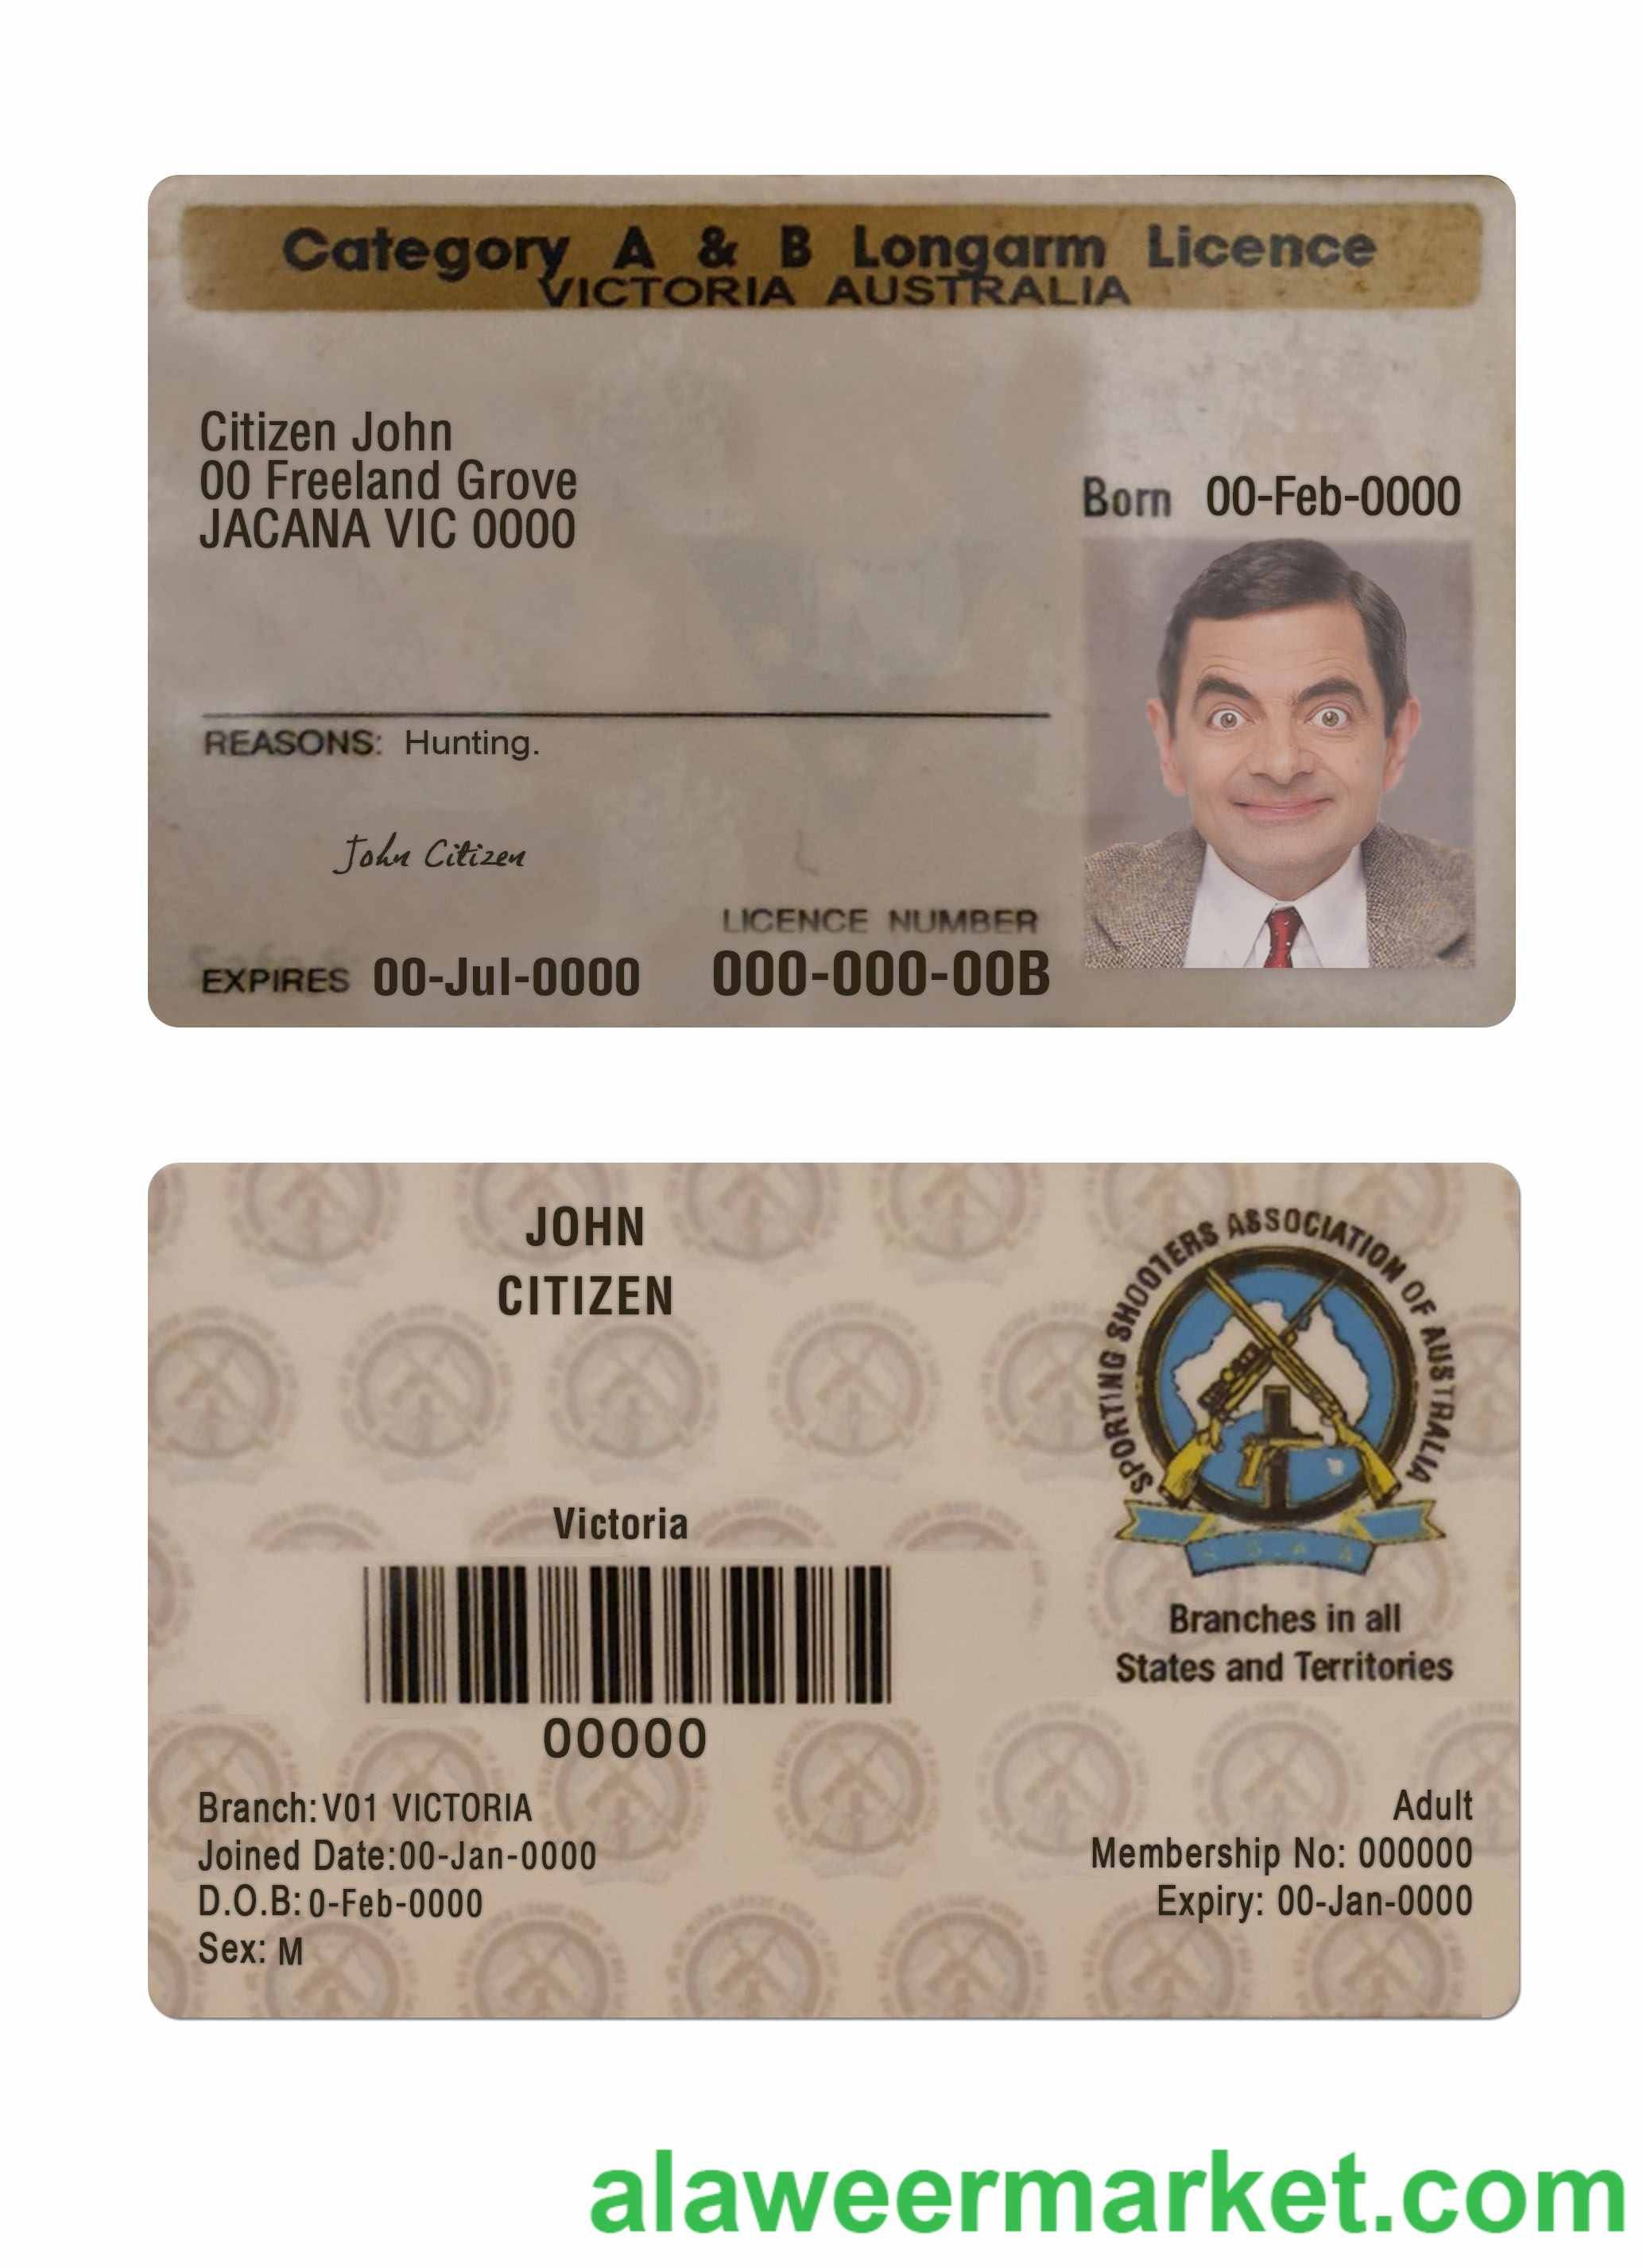 Category A & B Longarm Licence
VICTORIA AUSTRALIA
Citizen John
00 Freeland Grove
JACANA VIC 0000
Born 00-Feb-0000
REASONS: Hunting.
John Citizen
LICENCE NUMBER
EXPIRES 00-Jul-0000 000-000-00B
JOHN
CITIZEN
SPORTING SHOOTERS ASSOCIATION OF AUSTRALIA
Victoria
Branches in all
States and Territories
00000
Branch: V01 VICTORIA
Joined Date: 00-Jan-0000
D.O.B: 0-Feb-0000
Sex: M
Adult
Membership No: 000000
Expiry: 00-Jan-0000
alaweermarket.com